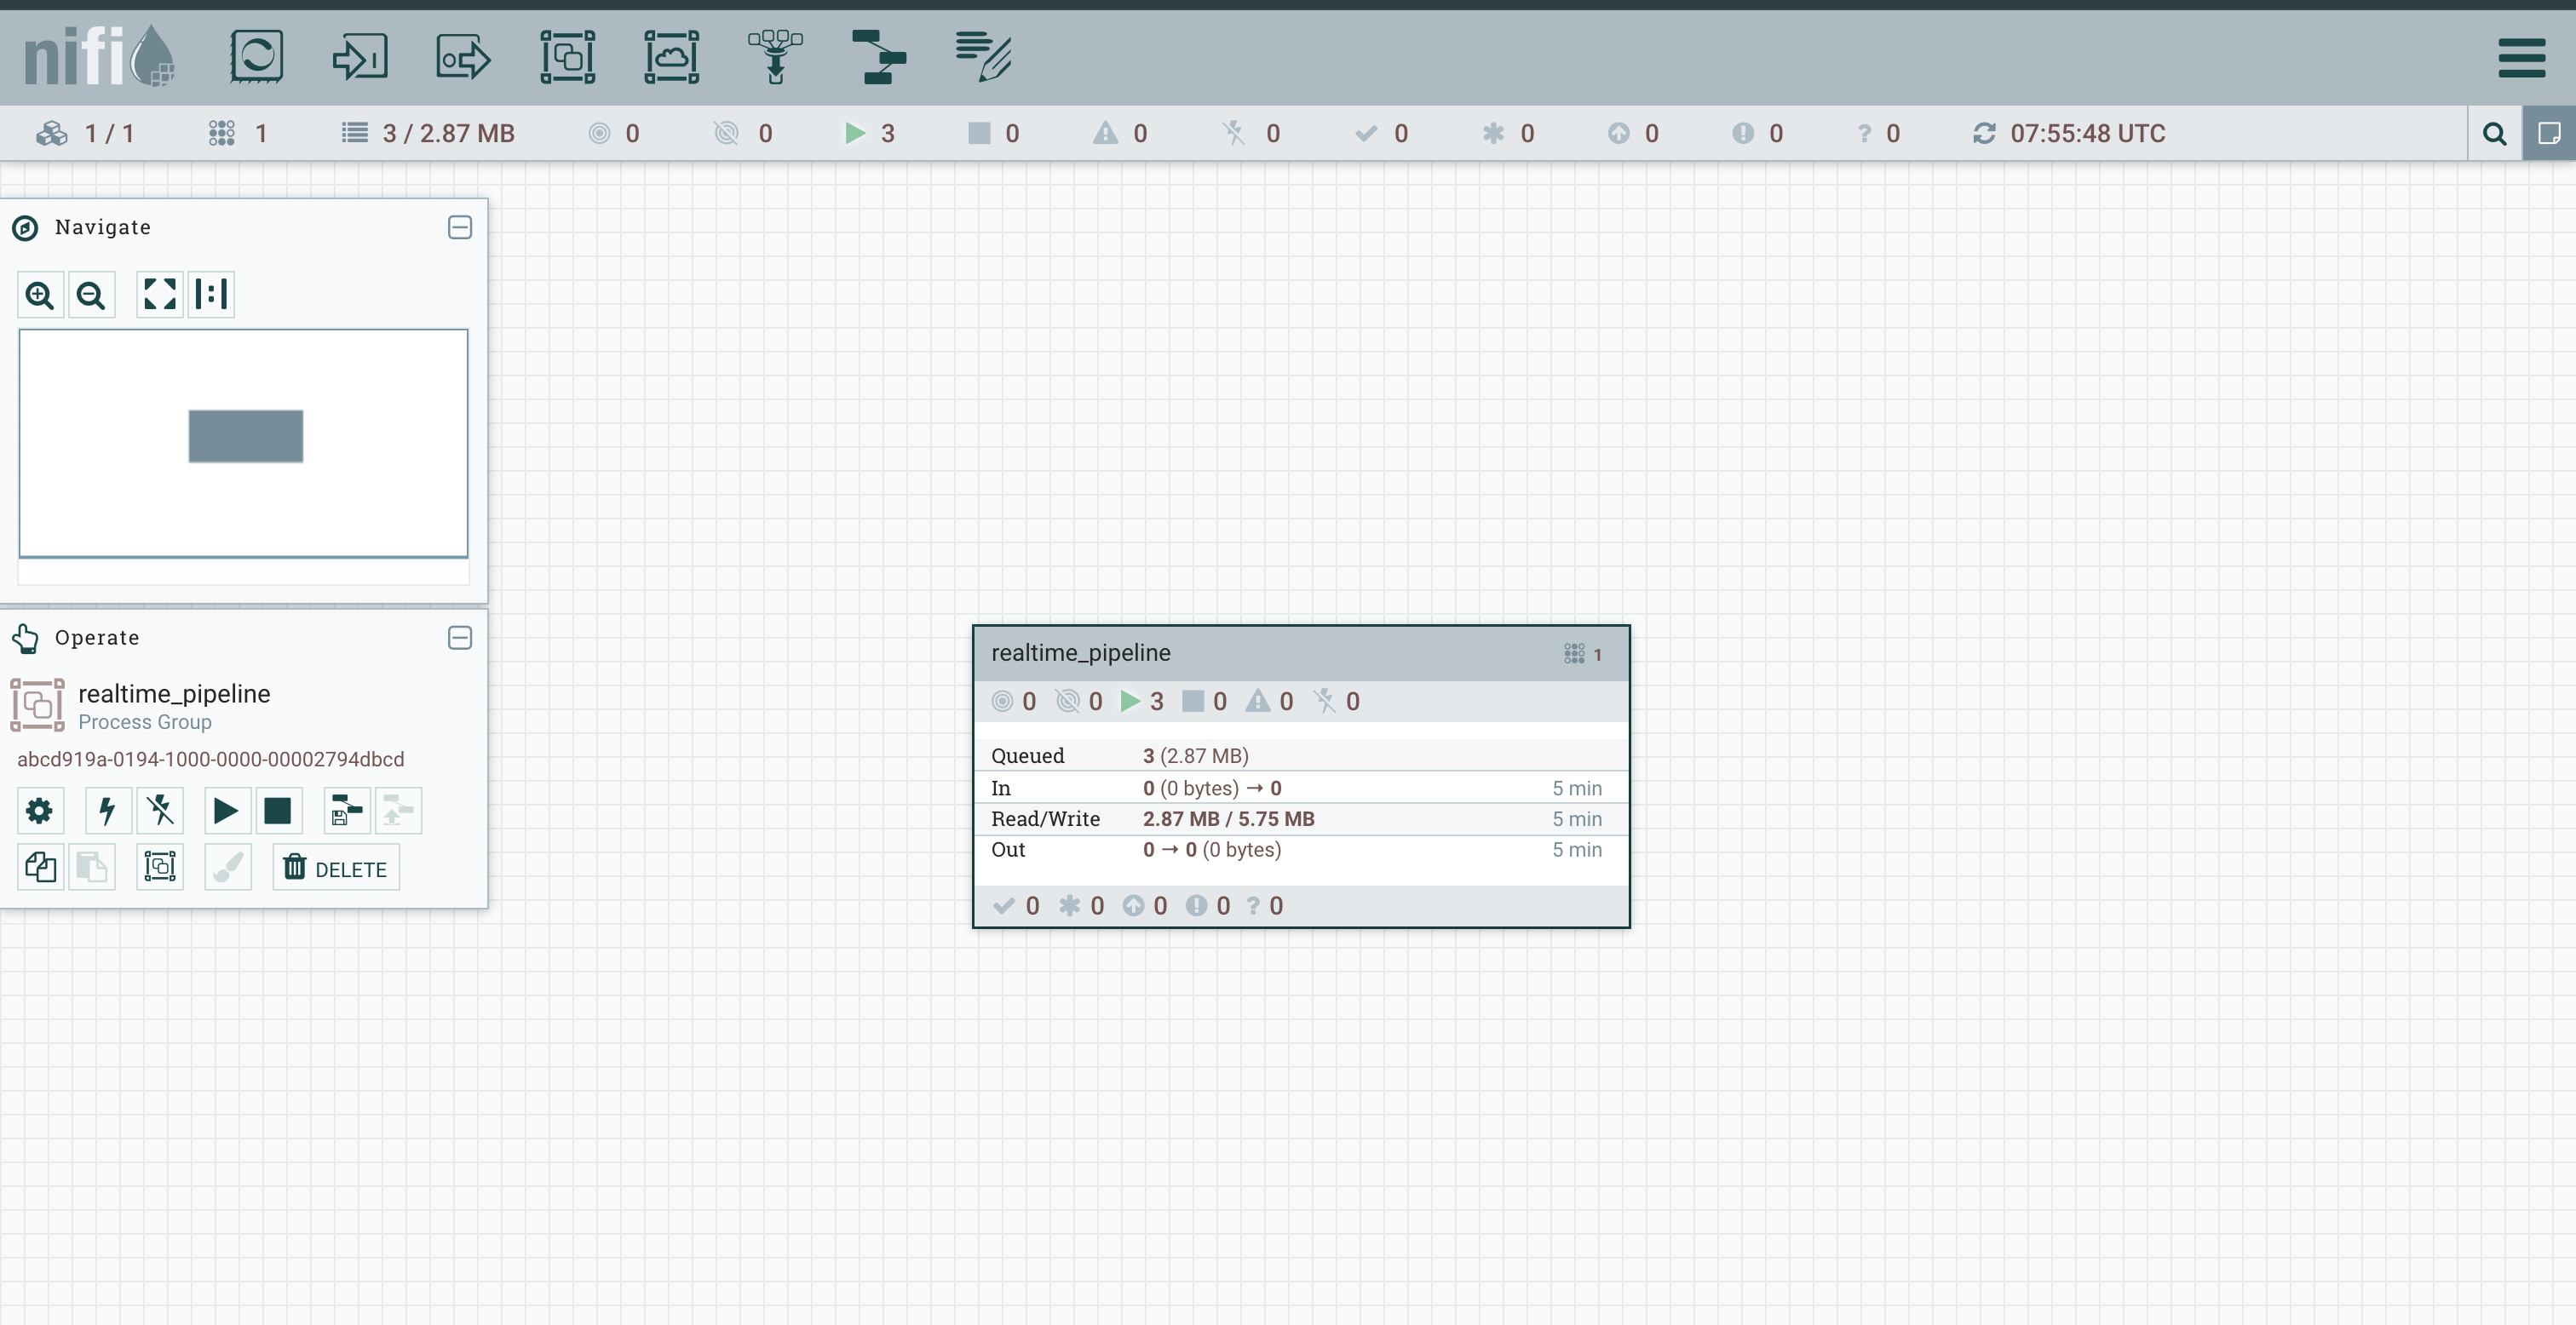 nifi
1 / 1 1 3 / 2.87 MB 0 0 3 0 0 0 0 0 0 0 ? 0 07:55:48 UTC
Navigate
Operate
realtime_pipeline
Process Group
abcd919a-0194-1000-0000-00002794dbcd
DELETE
realtime_pipeline 1
0 0 3 0 0 0
Queued 3 (2.87 MB)
In 0 (0 bytes) → 0 5 min
Read/Write 2.87 MB / 5.75 MB 5 min
Out 0 → 0 (0 bytes) 5 min
0 0 0 0 ? 0